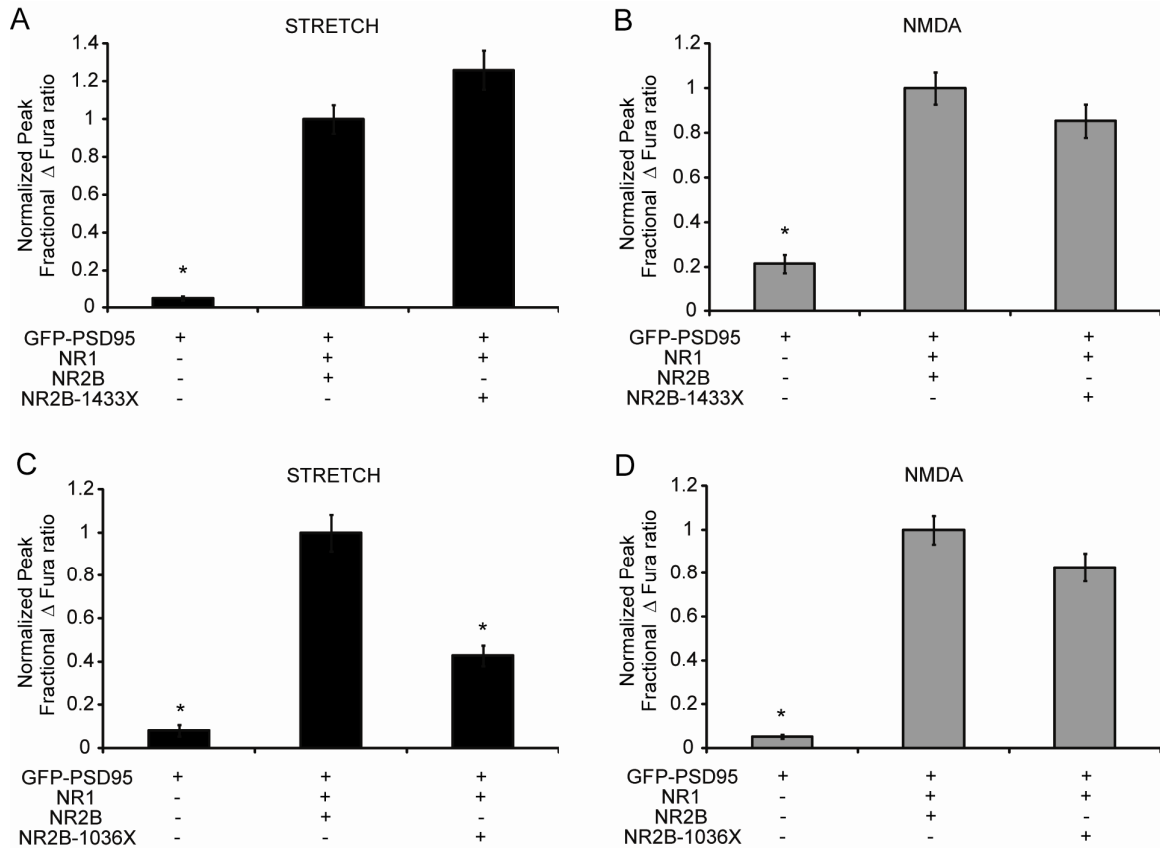 A
STRETCH
Normalized Peak
Fractional Δ Fura ratio
1.4
1.2
1
0.8
0.6
0.4
0.2
0
*
GFP-PSD95 + + +
NR1 - + +
NR2B - + -
NR2B-1433X - - +
B
NMDA
Normalized Peak
Fractional Δ Fura ratio
1.2
1
0.8
0.6
0.4
0.2
0
*
GFP-PSD95 + + +
NR1 - + +
NR2B - + -
NR2B-1433X - - +
C
STRETCH
Normalized Peak
Fractional Δ Fura ratio
1.2
1
0.8
0.6
0.4
0.2
0
*
*
GFP-PSD95 + + +
NR1 - + +
NR2B - + -
NR2B-1036X - - +
D
NMDA
Normalized Peak
Fractional Δ Fura ratio
1.2
1
0.8
0.6
0.4
0.2
0
*
GFP-PSD95 + + +
NR1 - + +
NR2B - + -
NR2B-1036X - - +